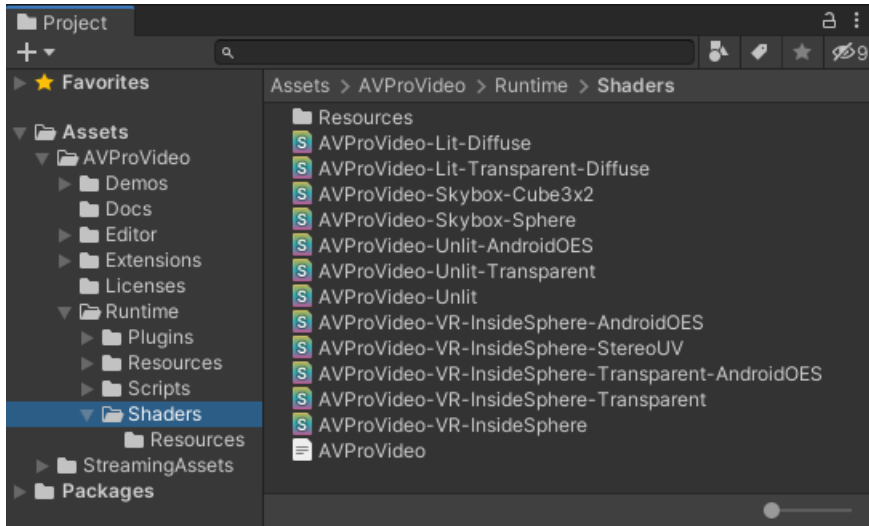 Project
9
Favorites
Assets
AVProVideo
Demos
Docs
Editor
Extensions
Licenses
Runtime
Plugins
Resources
Scripts
Shaders
Resources
StreamingAssets
Packages
Assets > AVProVideo > Runtime > Shaders
Resources
AVProVideo-Lit-Diffuse
AVProVideo-Lit-Transparent-Diffuse
AVProVideo-Skybox-Cube3x2
AVProVideo-Skybox-Sphere
AVProVideo-Unlit-AndroidOES
AVProVideo-Unlit-Transparent
AVProVideo-Unlit
AVProVideo-VR-InsideSphere-AndroidOES
AVProVideo-VR-InsideSphere-StereoUV
AVProVideo-VR-InsideSphere-Transparent-AndroidOES
AVProVideo-VR-InsideSphere-Transparent
AVProVideo-VR-InsideSphere
AVProVideo